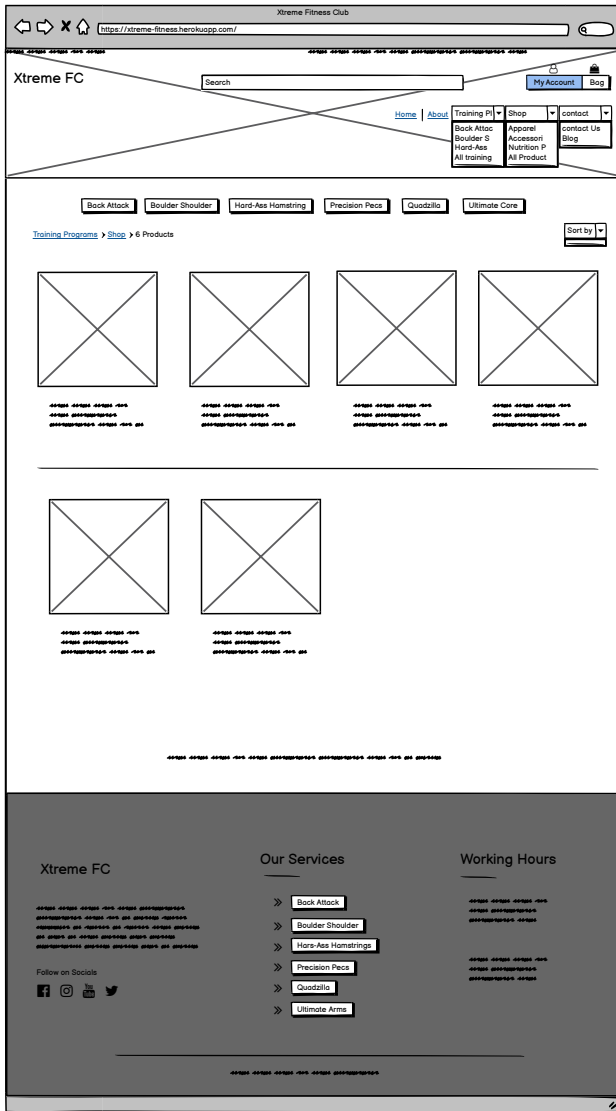 Xtreme Fitness Club
https://xtreme-fitness.herokuapp.com/
Xtreme FC
Search
My Account Bag
Home About Training Pl Shop contact
Back Attac Apparel contact Us
Boulder S Accessori Blog
Hard-Ass Nutrition P
All training All Product
Back Attack Boulder Shoulder Hard-Ass Hamstring Precision Pecs Quadzilla Ultimate Core
Training Programs Shop 6 Products
Sort by
Xtreme FC
Follow on Socials
You Tube
Our Services
Back Attack
Boulder Shoulder
Hars-Ass Hamstrings
Precision Pecs
Quadzilla
Ultimate Arms
Working Hours